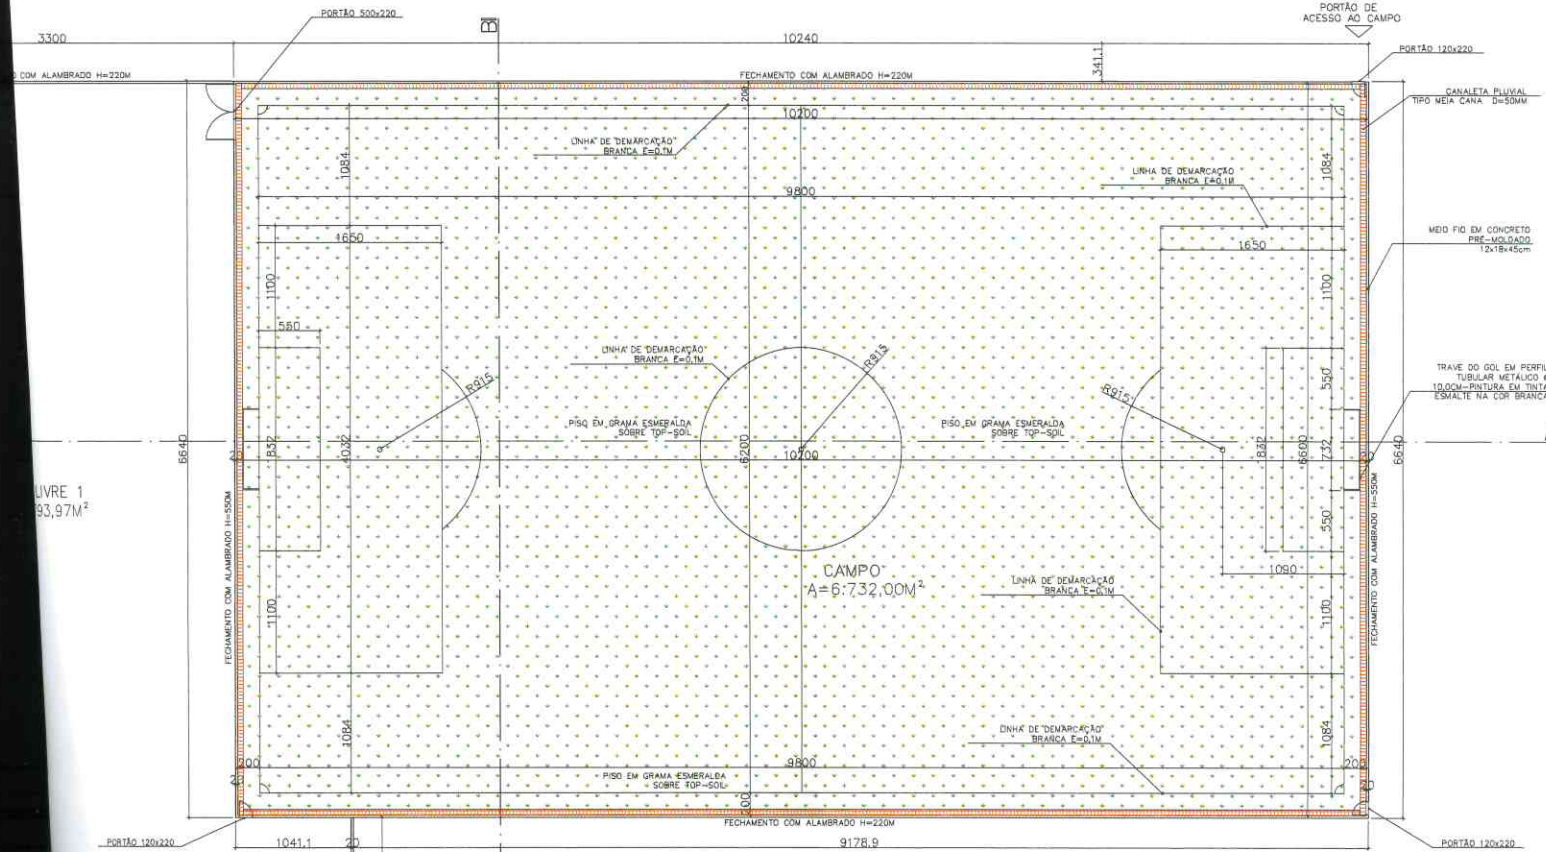 PORTÃO 500x220
B
PORTÃO DE
ACESSO AO CAMPO
3300
10240
341.1
PORTÃO 120x220
COM ALAMBRADO H=220M
FECHAMENTO COM ALAMBRADO H=220M
CANALETA PLUVIAL
TIPO MEIA CANA D=50MM
200
10200
LINHA DE DEMARCAÇÃO
BRANCA E=0,1M
1084
LINHA DE DEMARCAÇÃO
BRANCA E=0,1M
1084
9800
1650
1650
MEIO FIO EM CONCRETO
PRÉ-MOLDADO
12x18x45cm
1100
1100
550
LINHA DE DEMARCAÇÃO
BRANCA E=0,1M
R915
R915
R915
550
TRAVE DO GOL EM PERFIL
TUBULAR METÁLICO
10,0CM-PINTURA EM TINTA
ESMALTE NA COR BRANCA
PISO EM GRAMA ESMERALDA
SOBRE TOP-SOIL
PISO EM GRAMA ESMERALDA
SOBRE TOP-SOIL
6640
20
832
4032
6200
10200
832
6600
732
6640
LIVRE 1
93,97M²
FECHAMENTO COM ALAMBRADO H=550M
550
FECHAMENTO COM ALAMBRADO H=550M
CAMPO
A=6.732,00M²
1090
LINHA DE DEMARCAÇÃO
BRANCA E=0,1M
1100
1100
1084
LINHA DE DEMARCAÇÃO
BRANCA E=0,1M
1084
200
9800
200
20
PISO EM GRAMA ESMERALDA
SOBRE TOP-SOIL
200
20
FECHAMENTO COM ALAMBRADO H=220M
PORTÃO 120x220
1041.1
20
9178.9
PORTÃO 120x220